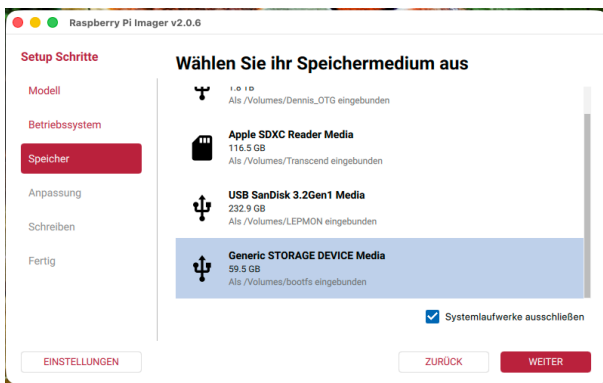 Raspberry Pi Imager v2.0.6
Setup Schritte
Modell
Betriebssystem
Speicher
Anpassung
Schreiben
Fertig
Wählen Sie ihr Speichermedium aus
1.8 TB
Als /Volumes/Dennis_OTG eingebunden
Apple SDXC Reader Media
116.5 GB
Als /Volumes/Transcend eingebunden
USB SanDisk 3.2Gen1 Media
232.9 GB
Als /Volumes/LEPMON eingebunden
Generic STORAGE DEVICE Media
59.5 GB
Als /Volumes/bootfs eingebunden
Systemlaufwerke ausschließen
EINSTELLUNGEN
ZURÜCK
WEITER